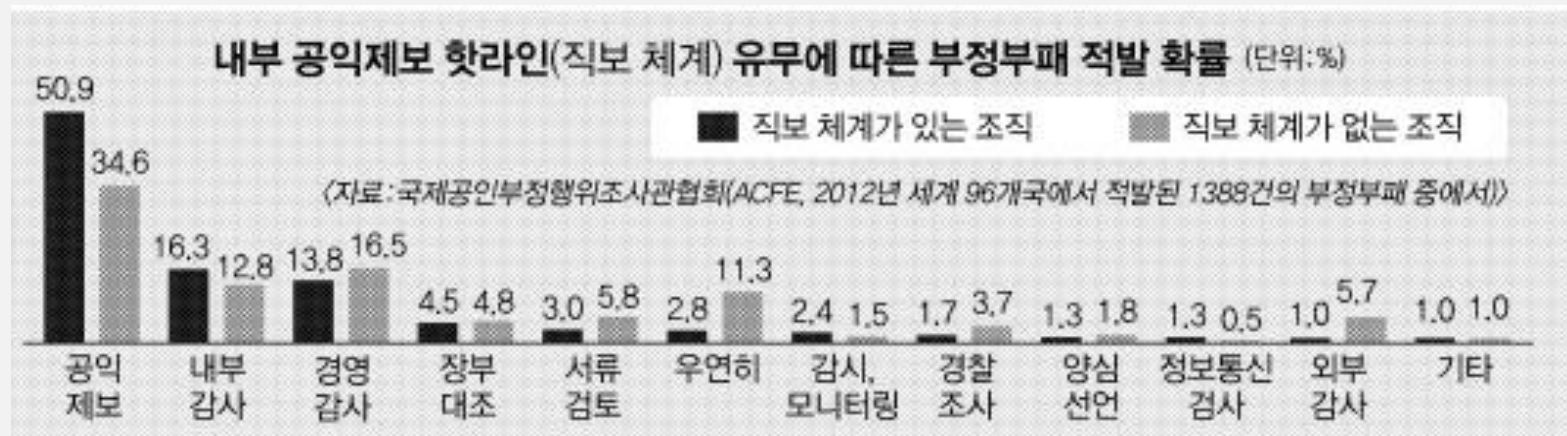 내부 공익제보 핫라인(직보 체계) 유무에 따른 부정부패 적발 확률 (단위:%)
직보 체계가 있는 조직 직보 체계가 없는 조직
〈자료:국제공인부정행위조사관협회(ACFE, 2012년 세계 96개국에서 적발된 1388건의 부정부패 중에서)〉
50.9 34.6 16.3 12.8 13.8 16.5 4.5 4.8 3.0 5.8 2.8 11.3 2.4 1.5 1.7 3.7 1.3 1.8 1.3 0.5 1.0 5.7 1.0 1.0
공익 내부 경영 장부 서류 우연히 감시, 경찰 양심 정보통신 외부 기타
제보 감사 감사 대조 검토 모니터링 조사 선언 검사 감사